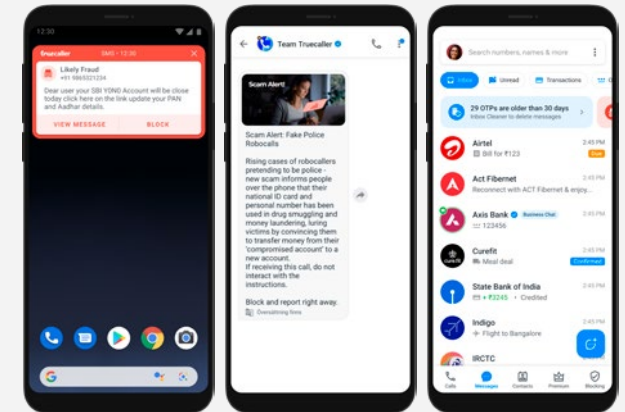 truecaller SMS • 12:30
Likely Fraud
+91 9865321234
Dear user your SBI YONO Account will be close
today click here on the link update your PAN
and Aadhar details.
VIEW MESSAGE BLOCK
Team Truecaller
Scam Alert!
Scam Alert: Fake Police
Robocalls
Rising cases of robocallers
pretending to be police -
new scam informs people
over the phone that their
national ID card and
personal number has been
used in drug smuggling and
money laundering, luring
victims by convincing them
to transfer money from their
'compromised account' to a
new account.
If receiving this call, do not
interact with the
instructions.
Block and report right away.
Översättning finns
Search numbers, names & more
Inbox Unread Transactions
29 OTPs are older than 30 days
Inbox Cleaner to delete messages
Airtel 2:45 PM
Bill for ₹123 Due
Act Fibernet 2:45 PM
Reconnect with ACT Fibernet & enjoy...
Axis Bank Business Chat 2:45 PM
123456
cure.fit
Curefit 2:45 PM
Meal deal Confirmed
State Bank of India 2:45 PM
+ ₹3245 • Credited
Indigo 2:45 PM
Flight to Bangalore
IRCTC
Calls Messages Contacts Premium Blocking